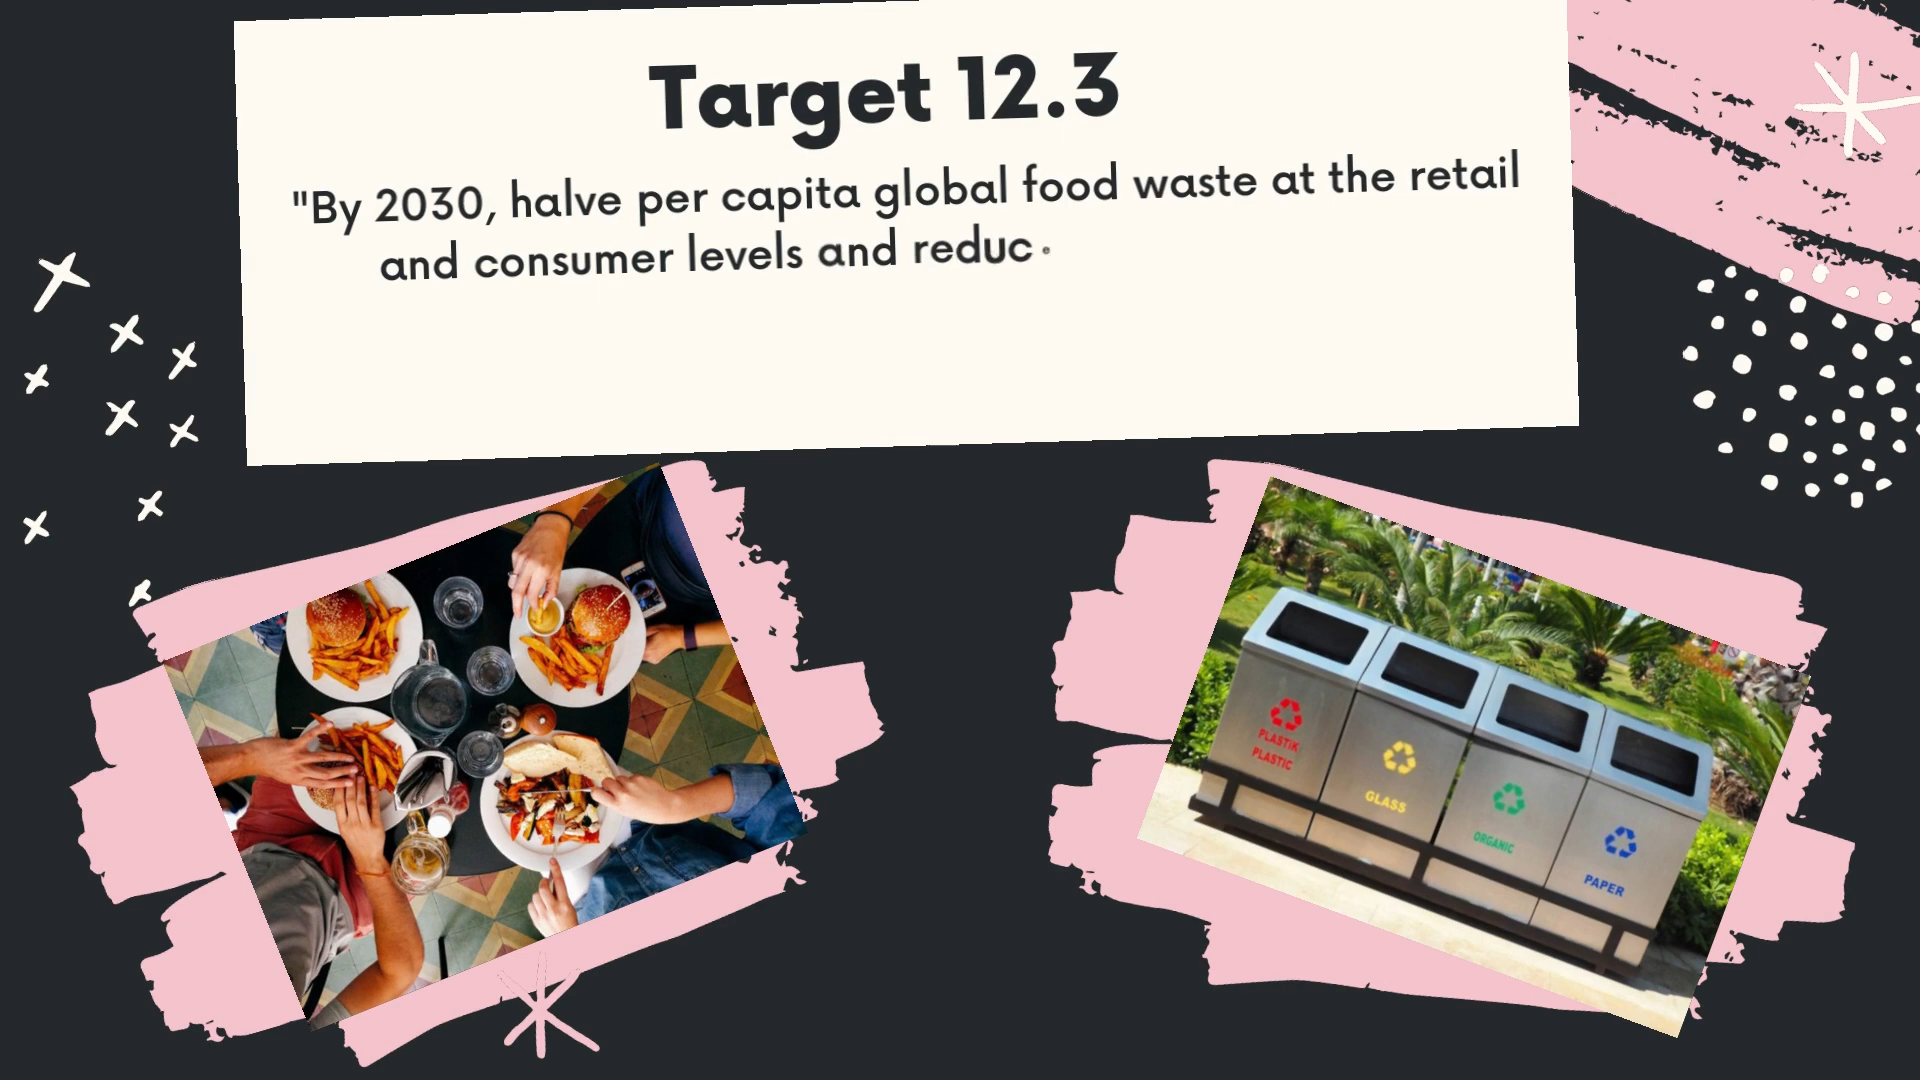 Target 12.3
"By 2030, halve per capita global food waste at the retail
and consumer levels and reduce
PLASTIK
PLASTIC
GLASS
ORGANIC
PAPER